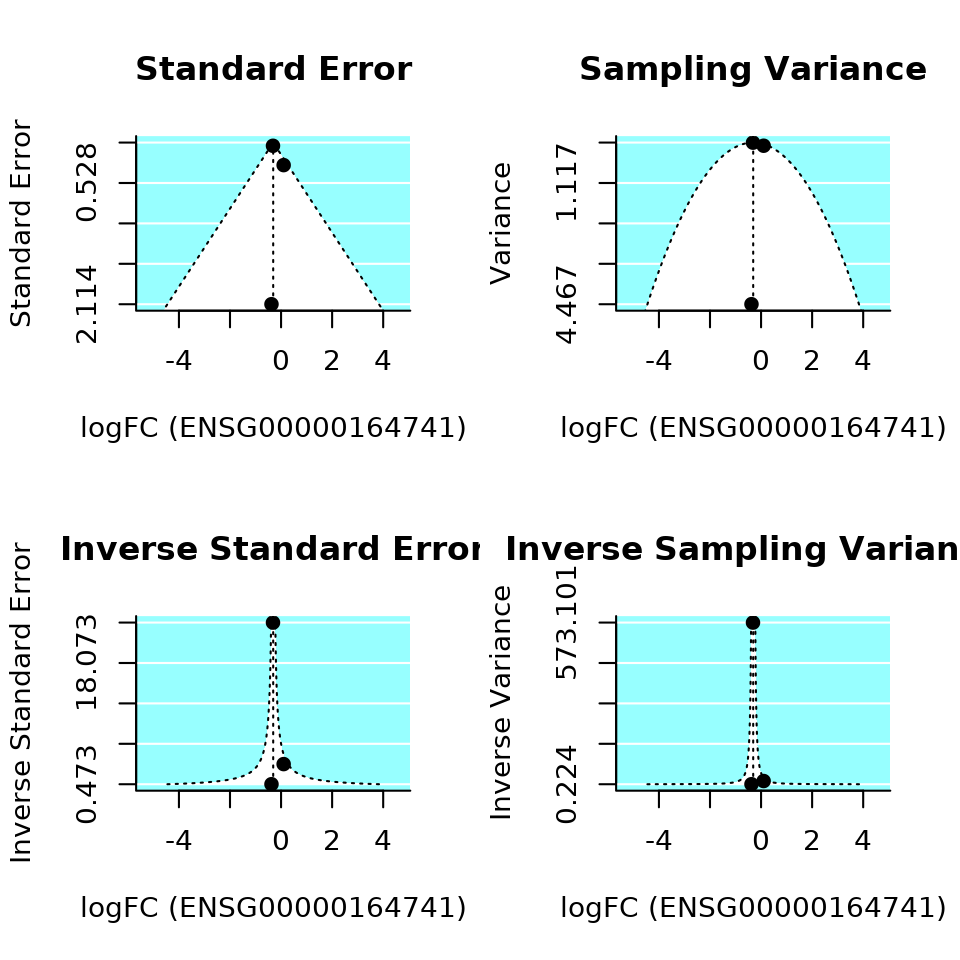 Standard Error
Standard Error
0.528
2.114
-4 0 2 4
logFC (ENSG00000164741)
Sampling Variance
Variance
1.117
4.467
-4 0 2 4
logFC (ENSG00000164741)
Inverse Standard Error
Inverse Standard Error
18.073
0.473
-4 0 2 4
logFC (ENSG00000164741)
Inverse Sampling Varian
Inverse Variance
573.101
0.224
-4 0 2 4
logFC (ENSG00000164741)